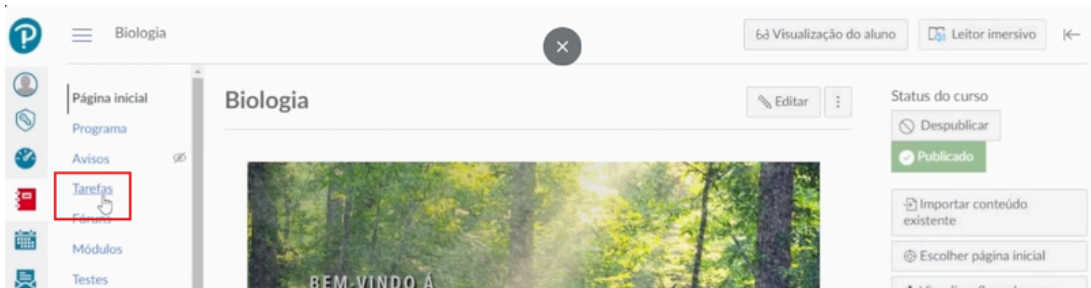 Biologia
Visualização do aluno
Leitor imersivo
Página inicial
Programa
Avisos
Tarefas
Fóruns
Módulos
Testes
Biologia
Editar
BEM-VINDO Á
Status do curso
Despublicar
Publicado
Importar conteúdo
existente
Escolher página inicial